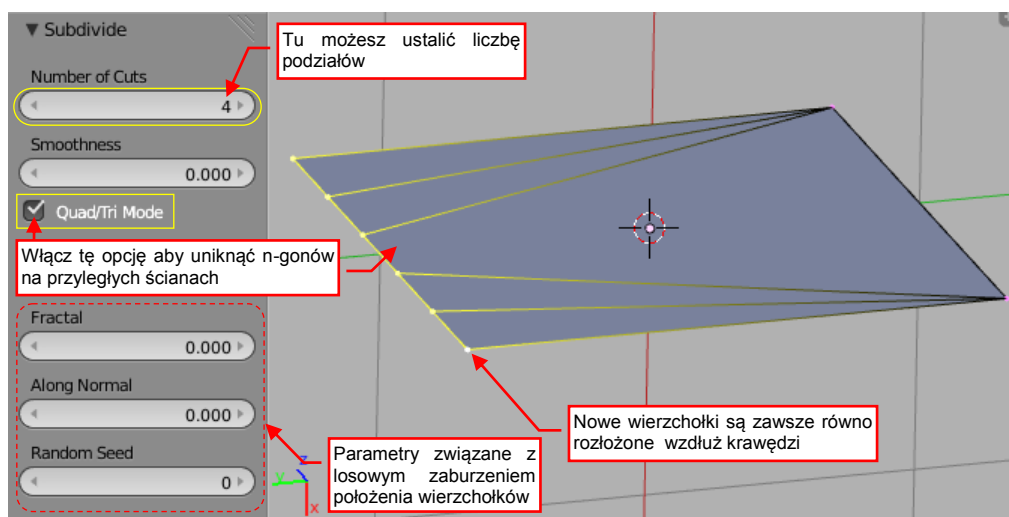 ▼ Subdivide
Number of Cuts
4
Smoothness
0.000
Quad/Tri Mode
Fractal
0.000
Along Normal
0.000
Random Seed
0
Tu możesz ustalić liczbę
podziałów
Włącz tę opcję aby uniknąć n-gonów
na przyległych ścianach
Nowe wierzchołki są zawsze równo
rozłożone wzdłuż krawędzi
Parametry związane z
losowym zaburzeniem
położenia wierzchołków
z
y
x